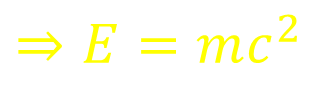 ⇒ E = mc²